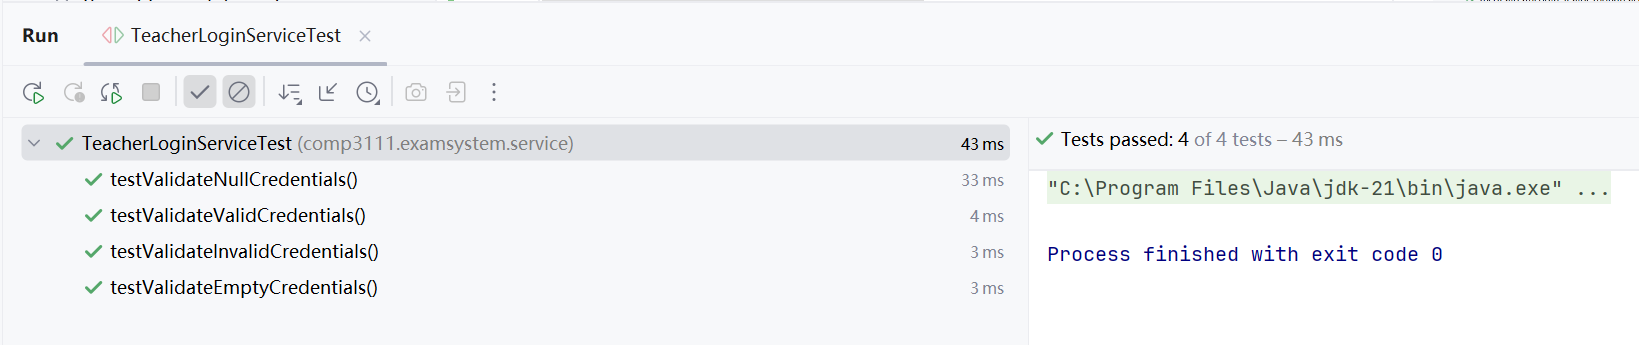 Run TeacherLoginServiceTest
TeacherLoginServiceTest (comp3111.examsystem.service) 43 ms
testValidateNullCredentials() 33 ms
testValidateValidCredentials() 4 ms
testValidateInvalidCredentials() 3 ms
testValidateEmptyCredentials() 3 ms
Tests passed: 4 of 4 tests – 43 ms
"C:\Program Files\Java\jdk-21\bin\java.exe" ...
Process finished with exit code 0